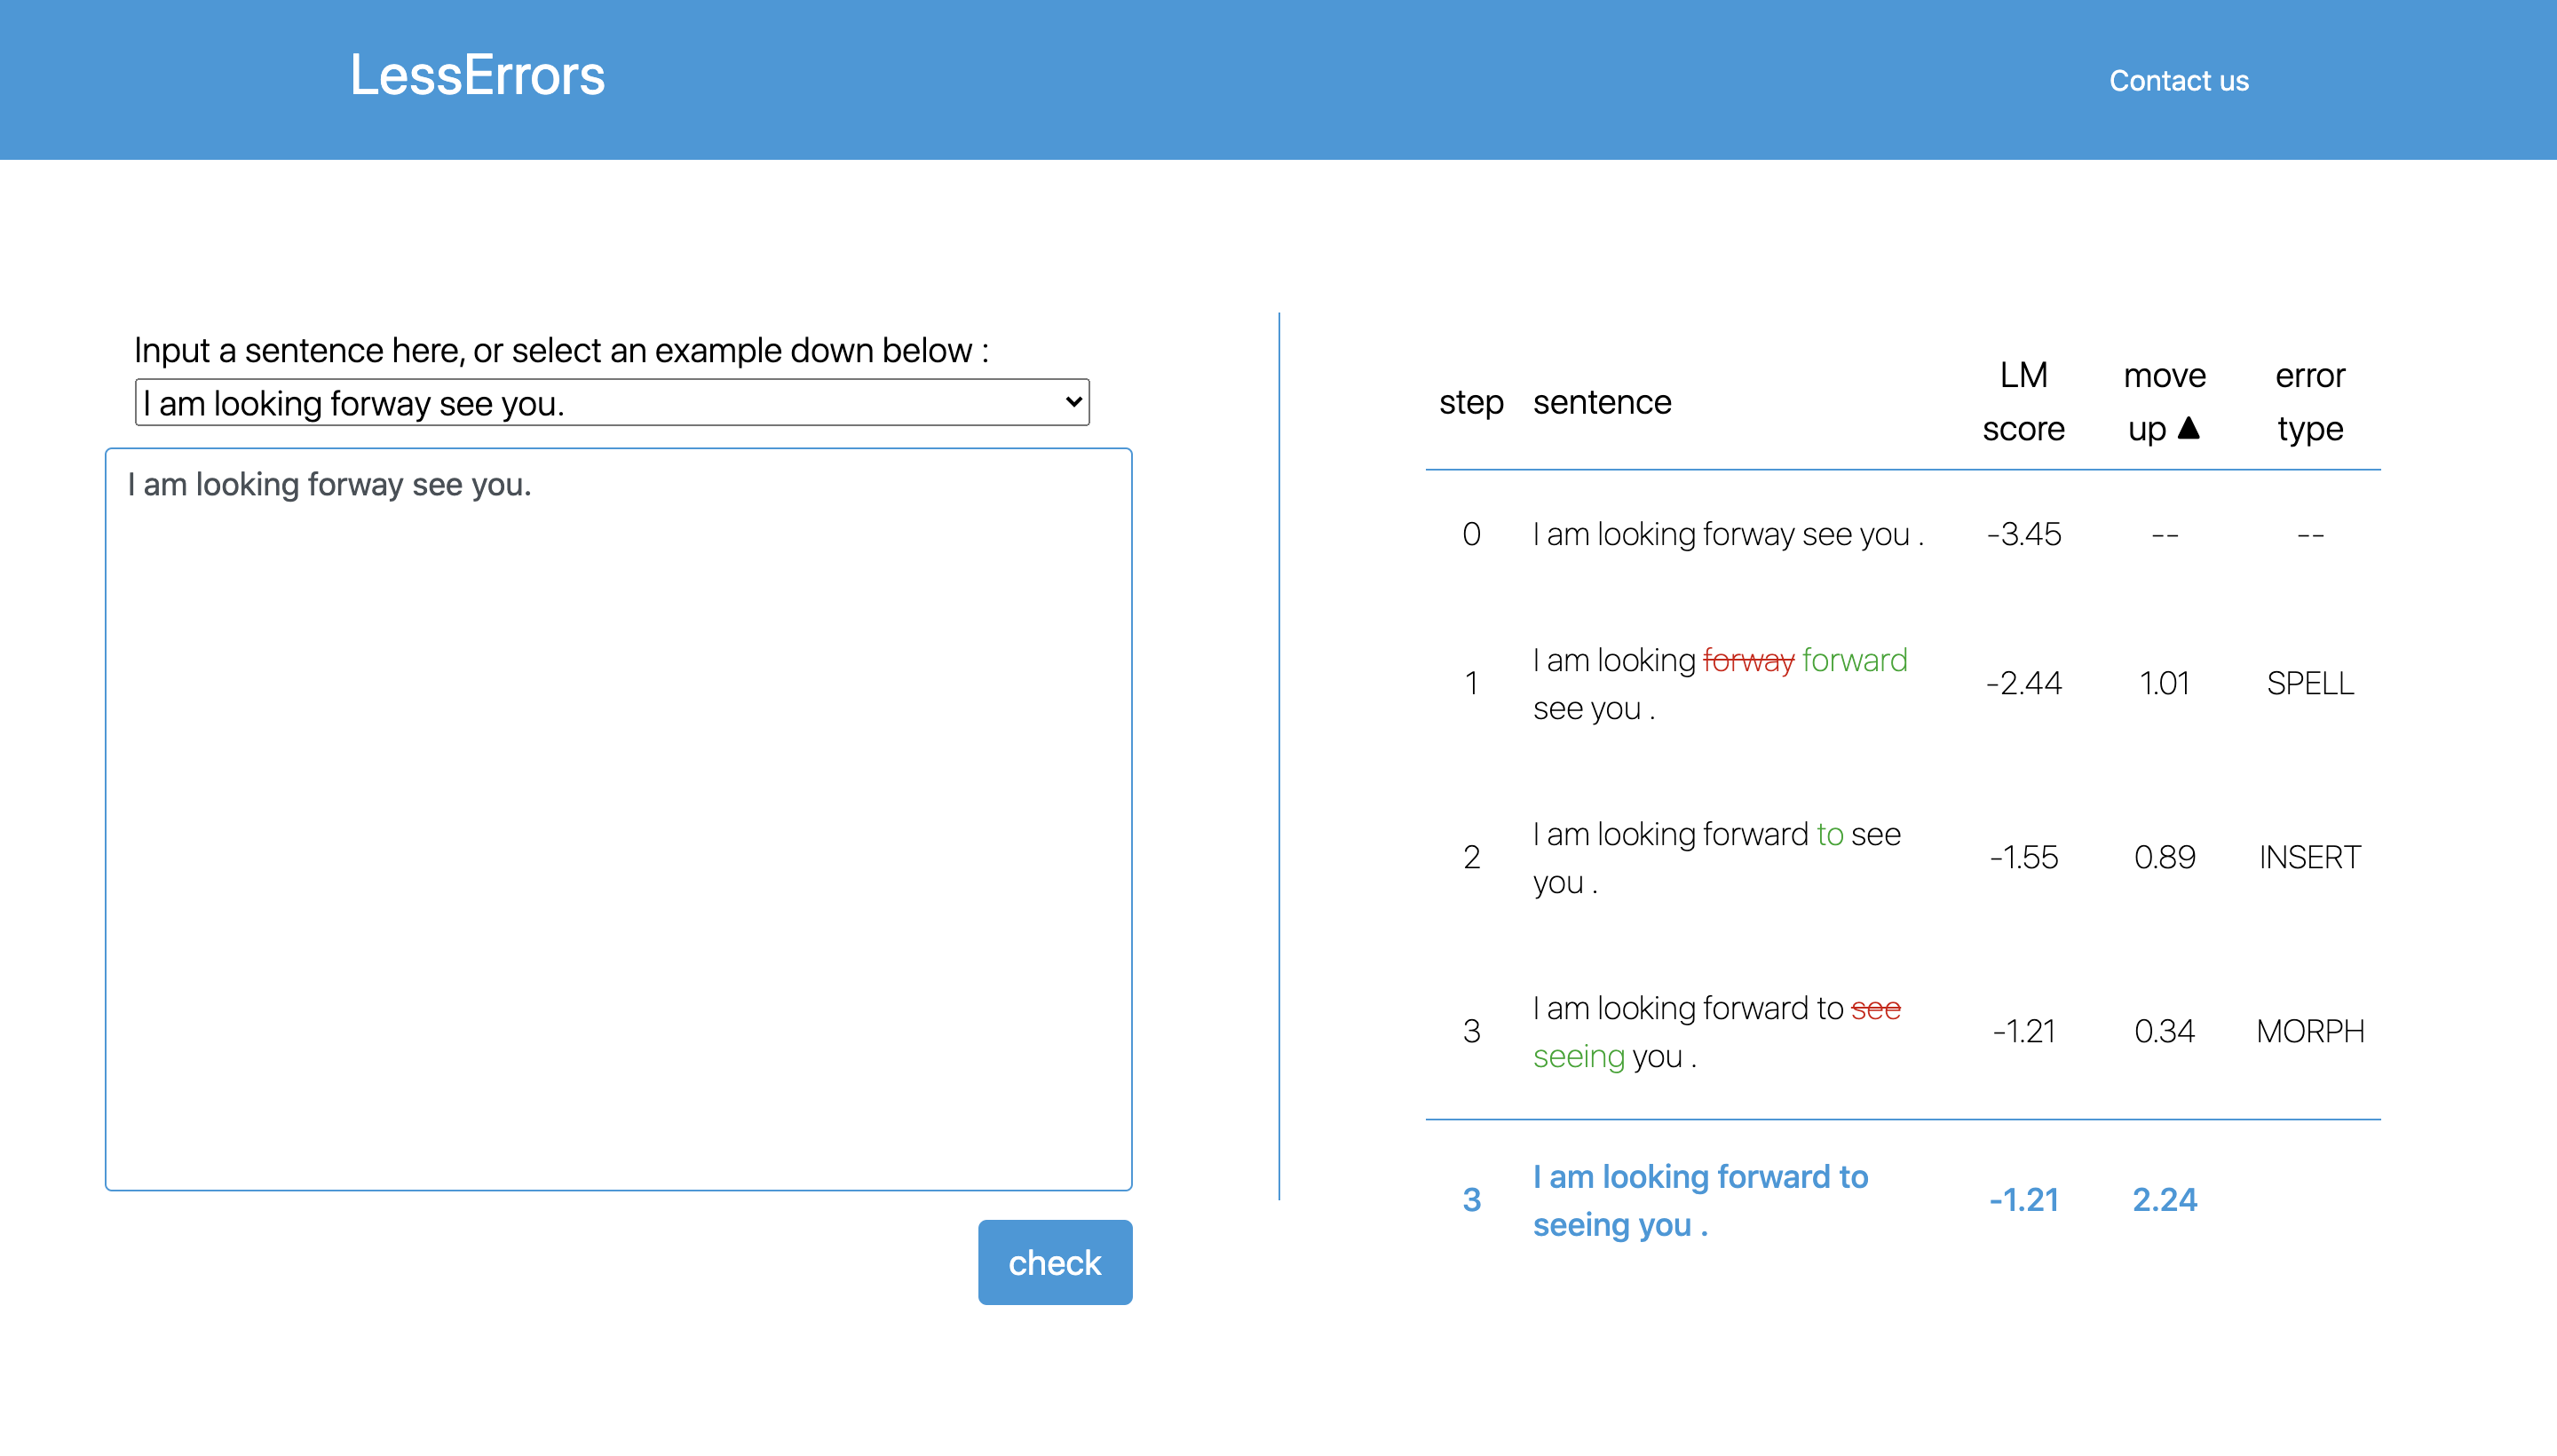 LessErrors
Contact us
Input a sentence here, or select an example down below :
I am looking forway see you.
I am looking forway see you.
check
step sentence LM score move up ▲ error type
0 I am looking forway see you . -3.45 -- --
1 I am looking forway forward see you . -2.44 1.01 SPELL
2 I am looking forward to see you . -1.55 0.89 INSERT
3 I am looking forward to see seeing you . -1.21 0.34 MORPH
3 I am looking forward to seeing you . -1.21 2.24